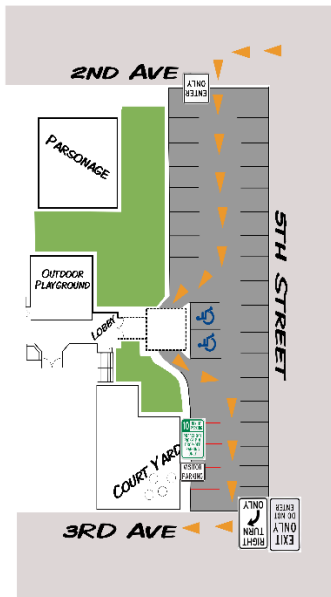 2ND AVE
ENTER
ONLY
PARSONAGE
5TH STREET
OUTDOOR
PLAYGROUND
LOBBY
10
COURT YARD
VISITOR
PARKING
3RD AVE
RIGHT
TURN
ONLY
EXIT
ONLY
DO NOT
ENTER